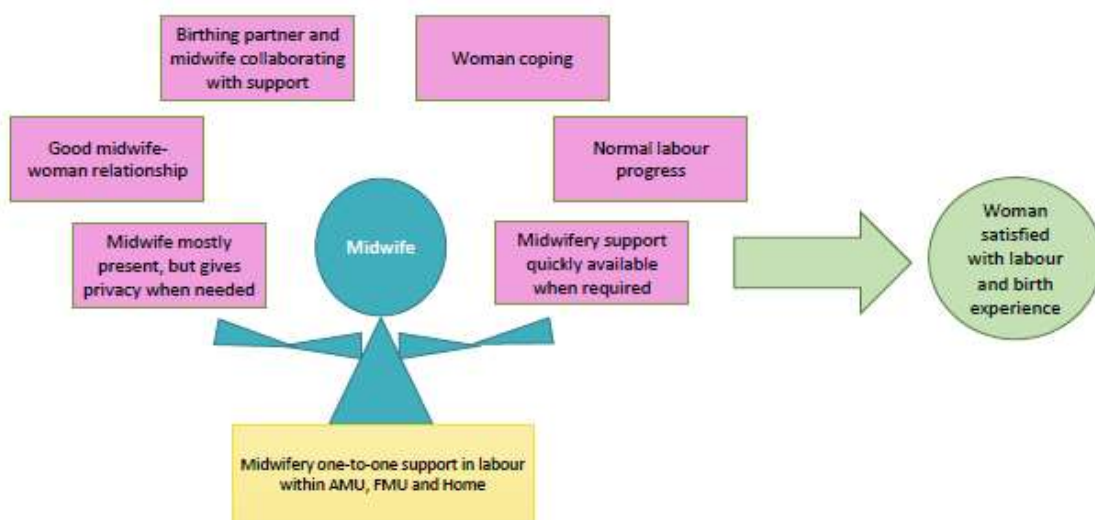 Birthing partner and
midwife collaborating
with support
Woman coping
Good midwife-
woman relationship
Normal labour
progress
Midwife mostly
present, but gives
privacy when needed
Midwife
Midwifery support
quickly available
when required
Woman
satisfied
with labour
and birth
experience
Midwifery one-to-one support in labour
within AMU, FMU and Home